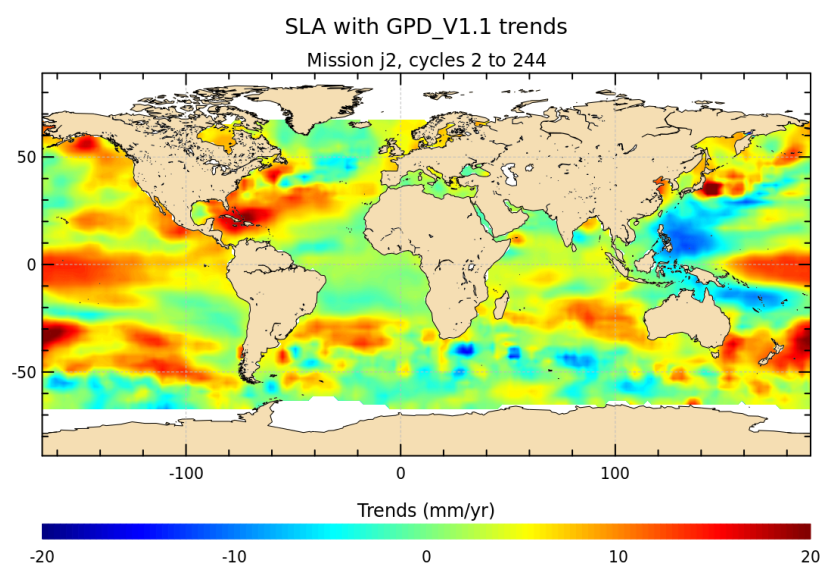 SLA with GPD_V1.1 trends
Mission j2, cycles 2 to 244
50
0
-50
-100 0 100
Trends (mm/yr)
-20 -10 0 10 20